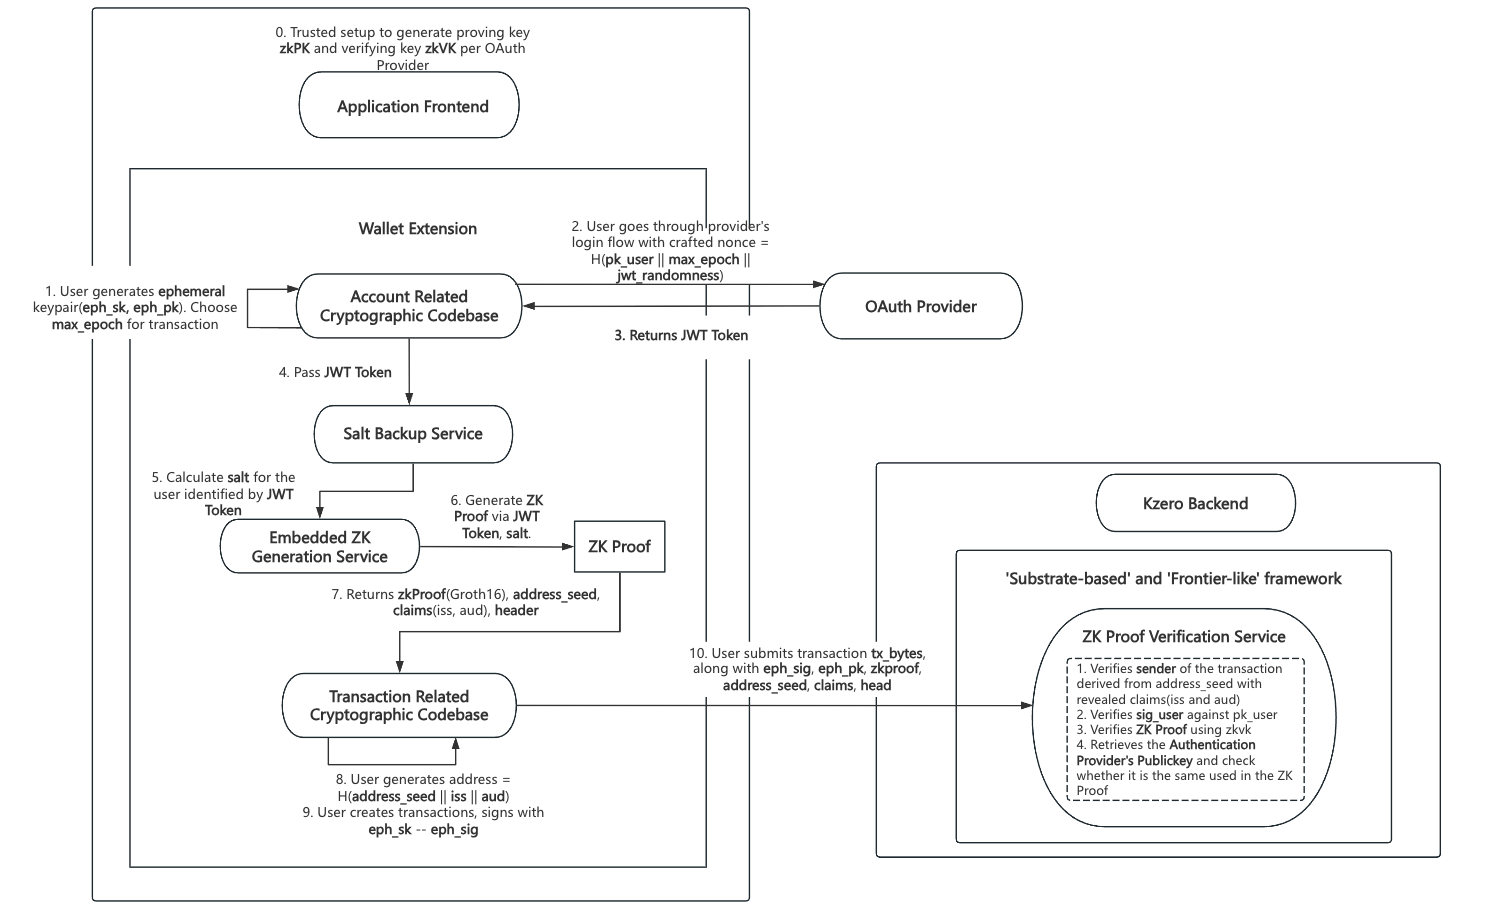 0. Trusted setup to generate proving key
zkPK and verifying key zkVK per OAuth
Provider
Application Frontend
Wallet Extension
2. User goes through provider's
login flow with crafted nonce =
H(pk_user || max_epoch ||
jwt_randomness)
1. User generates ephemeral
keypair(eph_sk, eph_pk). Choose
max_epoch for transaction
Account Related
Cryptographic Codebase
OAuth Provider
3. Returns JWT Token
4. Pass JWT Token
Salt Backup Service
5. Calculate salt for the
user identified by JWT
Token
6. Generate ZK
Proof via JWT
Token, salt.
Embedded ZK
Generation Service
ZK Proof
7. Returns zkProof(Groth16), address_seed,
claims(iss, aud), header
10. User submits transaction tx_bytes,
along with eph_sig, eph_pk, zkproof,
address_seed, claims, head
Transaction Related
Cryptographic Codebase
8. User generates address =
H(address_seed || iss || aud)
9. User creates transactions, signs with
eph_sk -- eph_sig
Kzero Backend
'Substrate-based' and 'Frontier-like' framework
ZK Proof Verification Service
1. Verifies sender of the transaction
derived from address_seed with
revealed claims(iss and aud)
2. Verifies sig_user against pk_user
3. Verifies ZK Proof using zkvk
4. Retrieves the Authentication
Provider's Publickey and check
whether it is the same used in the ZK
Proof